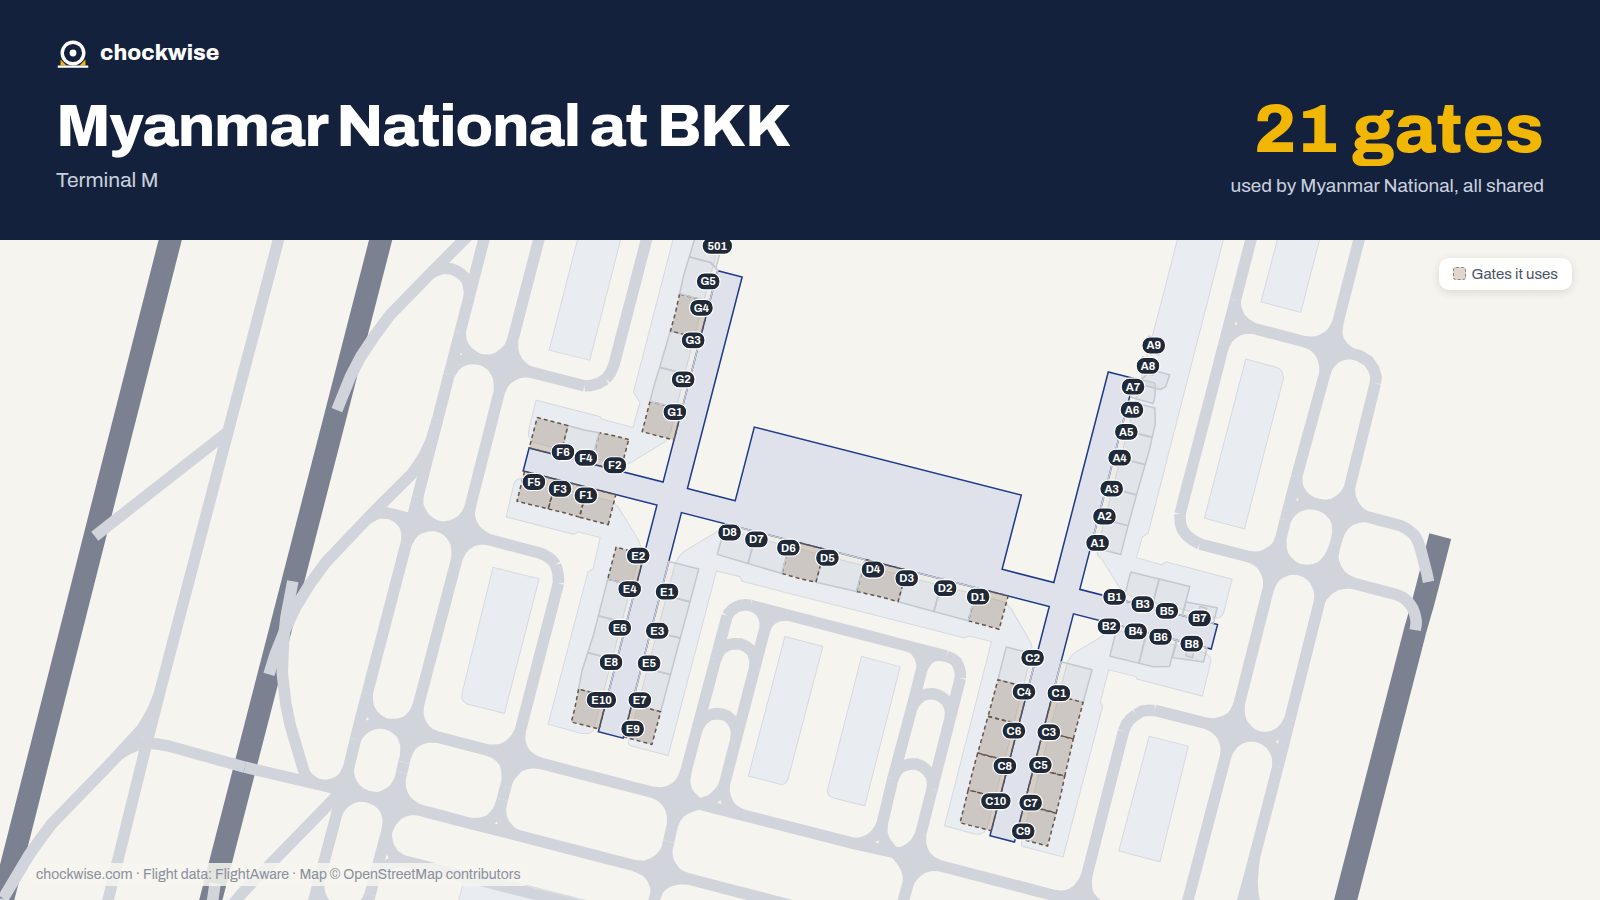 chockwise
Myanmar National at BKK
Terminal M
21 gates
used by Myanmar National, all shared
Gates it uses
501
G5
G4
G3
G2
G1
F6
F4
F2
F5
F3
F1
E2
E4
E1
E6
E3
E8
E5
E10
E7
E9
D8
D7
D6
D5
D4
D3
D2
D1
A9
A8
A7
A6
A5
A4
A3
A2
A1
B1
B3
B5
B7
B2
B4
B6
B8
C2
C4
C1
C6
C3
C8
C5
C10
C7
C9
chockwise.com · Flight data: FlightAware · Map © OpenStreetMap contributors